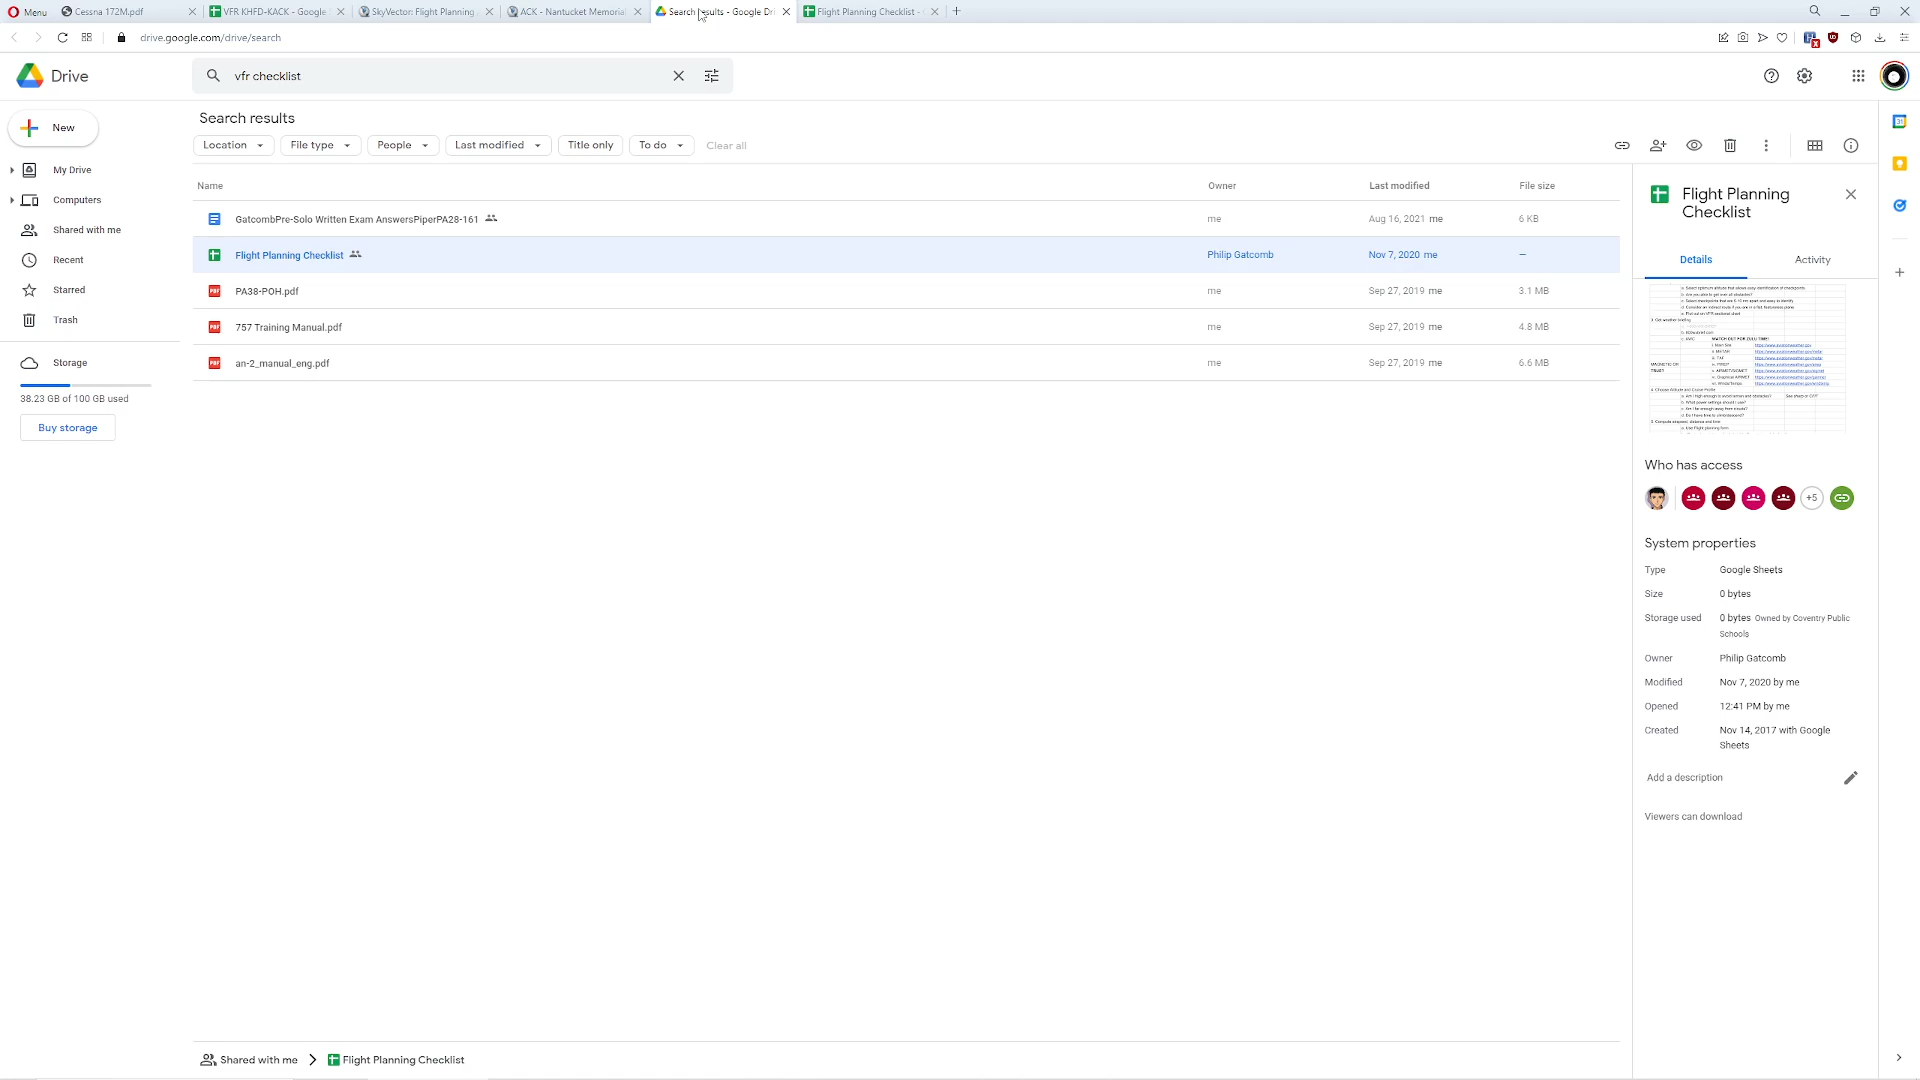 Menu
Cessna 172M.pdf
VFR KHFD-KACK - Google
SkyVector: Flight Planning
ACK - Nantucket Memorial
Search results - Google Dri
Flight Planning Checklist -
drive.google.com/drive/search
Drive
vfr checklist
New
My Drive
Computers
Shared with me
Recent
Starred
Trash
Storage
38.23 GB of 100 GB used
Buy storage
Search results
Location
File type
People
Last modified
Title only
To do
Clear all
Name Owner Last modified File size
GatcombPre-Solo Written Exam AnswersPiperPA28-161 me Aug 16, 2021 me 6 KB
Flight Planning Checklist Philip Gatcomb Nov 7, 2020 me —
PA38-POH.pdf me Sep 27, 2019 me 3.1 MB
757 Training Manual.pdf me Sep 27, 2019 me 4.8 MB
an-2_manual_eng.pdf me Sep 27, 2019 me 6.6 MB
Shared with me
Flight Planning Checklist
Flight Planning
Checklist
Details
Activity
WATCH OUT FOR ZULU TIME!
Who has access
+5
System properties
Type Google Sheets
Size 0 bytes
Storage used 0 bytes Owned by Coventry Public
Schools
Owner Philip Gatcomb
Modified Nov 7, 2020 by me
Opened 12:41 PM by me
Created Nov 14, 2017 with Google
Sheets
Add a description
Viewers can download
31